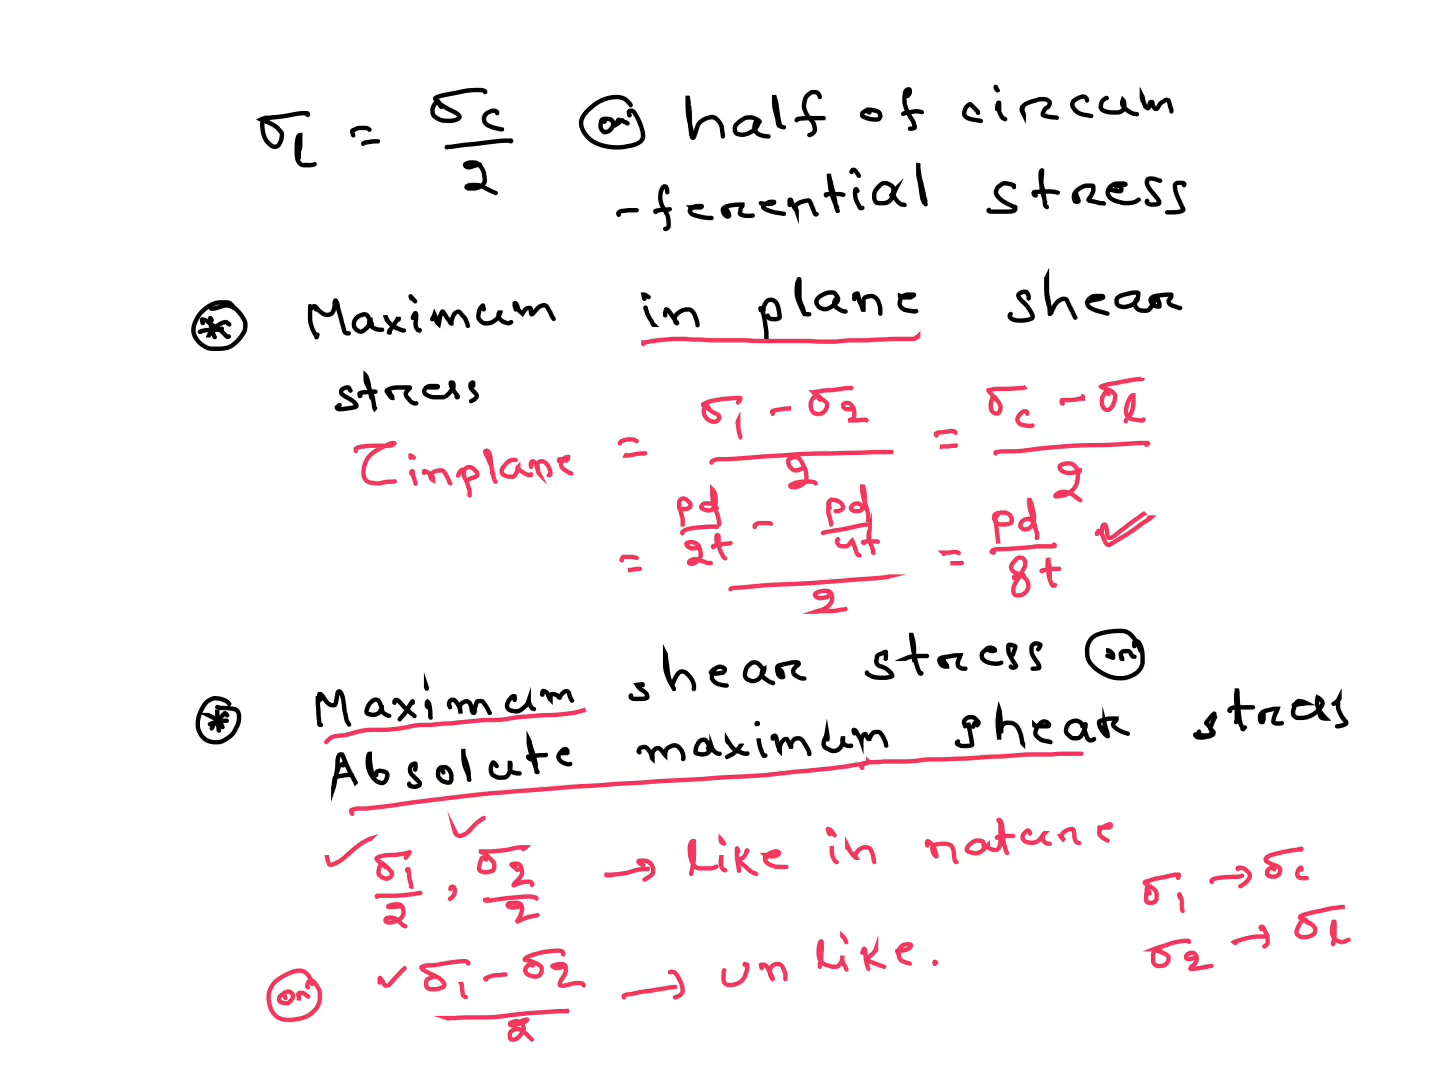 σl = σc/2 (or) half of circum
-ferential stress
⊛ Maximum in plane shear
stress
τinplane = (σ1 - σ2)/2 = (σc - σl)/2
= (pd/2t - pd/4t)/2 = pd/8t ✓
⊛ Maximum shear stress (or)
Absolute maximum shear stress
✓ σ1/2 , ✓ σ2/2 → Like in nature
σ1 → σc
σ2 → σl
(or) ✓ (σ1 - σ2)/2 → un like.